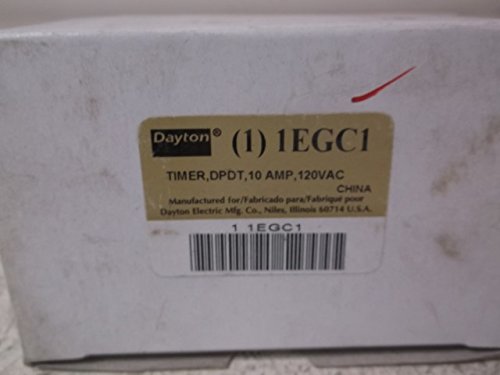 Dayton® (1) 1EGC1
TIMER,DPDT,10 AMP,120VAC
CHINA
Manufactured for/Fabricado para/Fabriqué pour
Dayton Electric Mfg. Co., Niles, Illinois 60714 U.S.A.
1 1EGC1